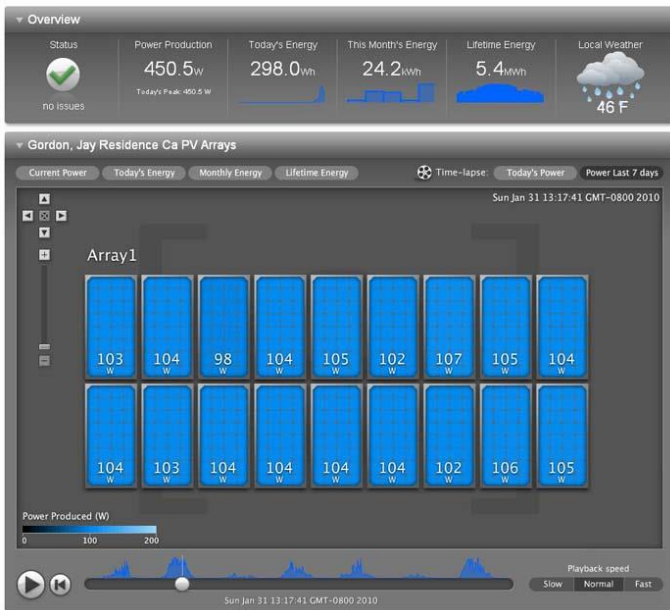 Overview
Status
Power Production
Today's Energy
This Month's Energy
Lifetime Energy
Local Weather
450.5W
298.0Wh
24.2kWh
5.4MWh
Today's Peak: 450.5 W
no issues
46 F
Gordon, Jay Residence Ca PV Arrays
Current Power
Today's Energy
Monthly Energy
Lifetime Energy
Time-lapse:
Today's Power
Power Last 7 days
Sun Jan 31 13:17:41 GMT-0800 2010
Array1
103 W
104 W
98 W
104 W
105 W
102 W
107 W
105 W
104 W
104 W
103 W
104 W
104 W
104 W
104 W
102 W
106 W
105 W
Power Produced (W)
0 100 200
Playback speed
Slow Normal Fast
Sun Jan 31 13:17:41 GMT-0800 2010